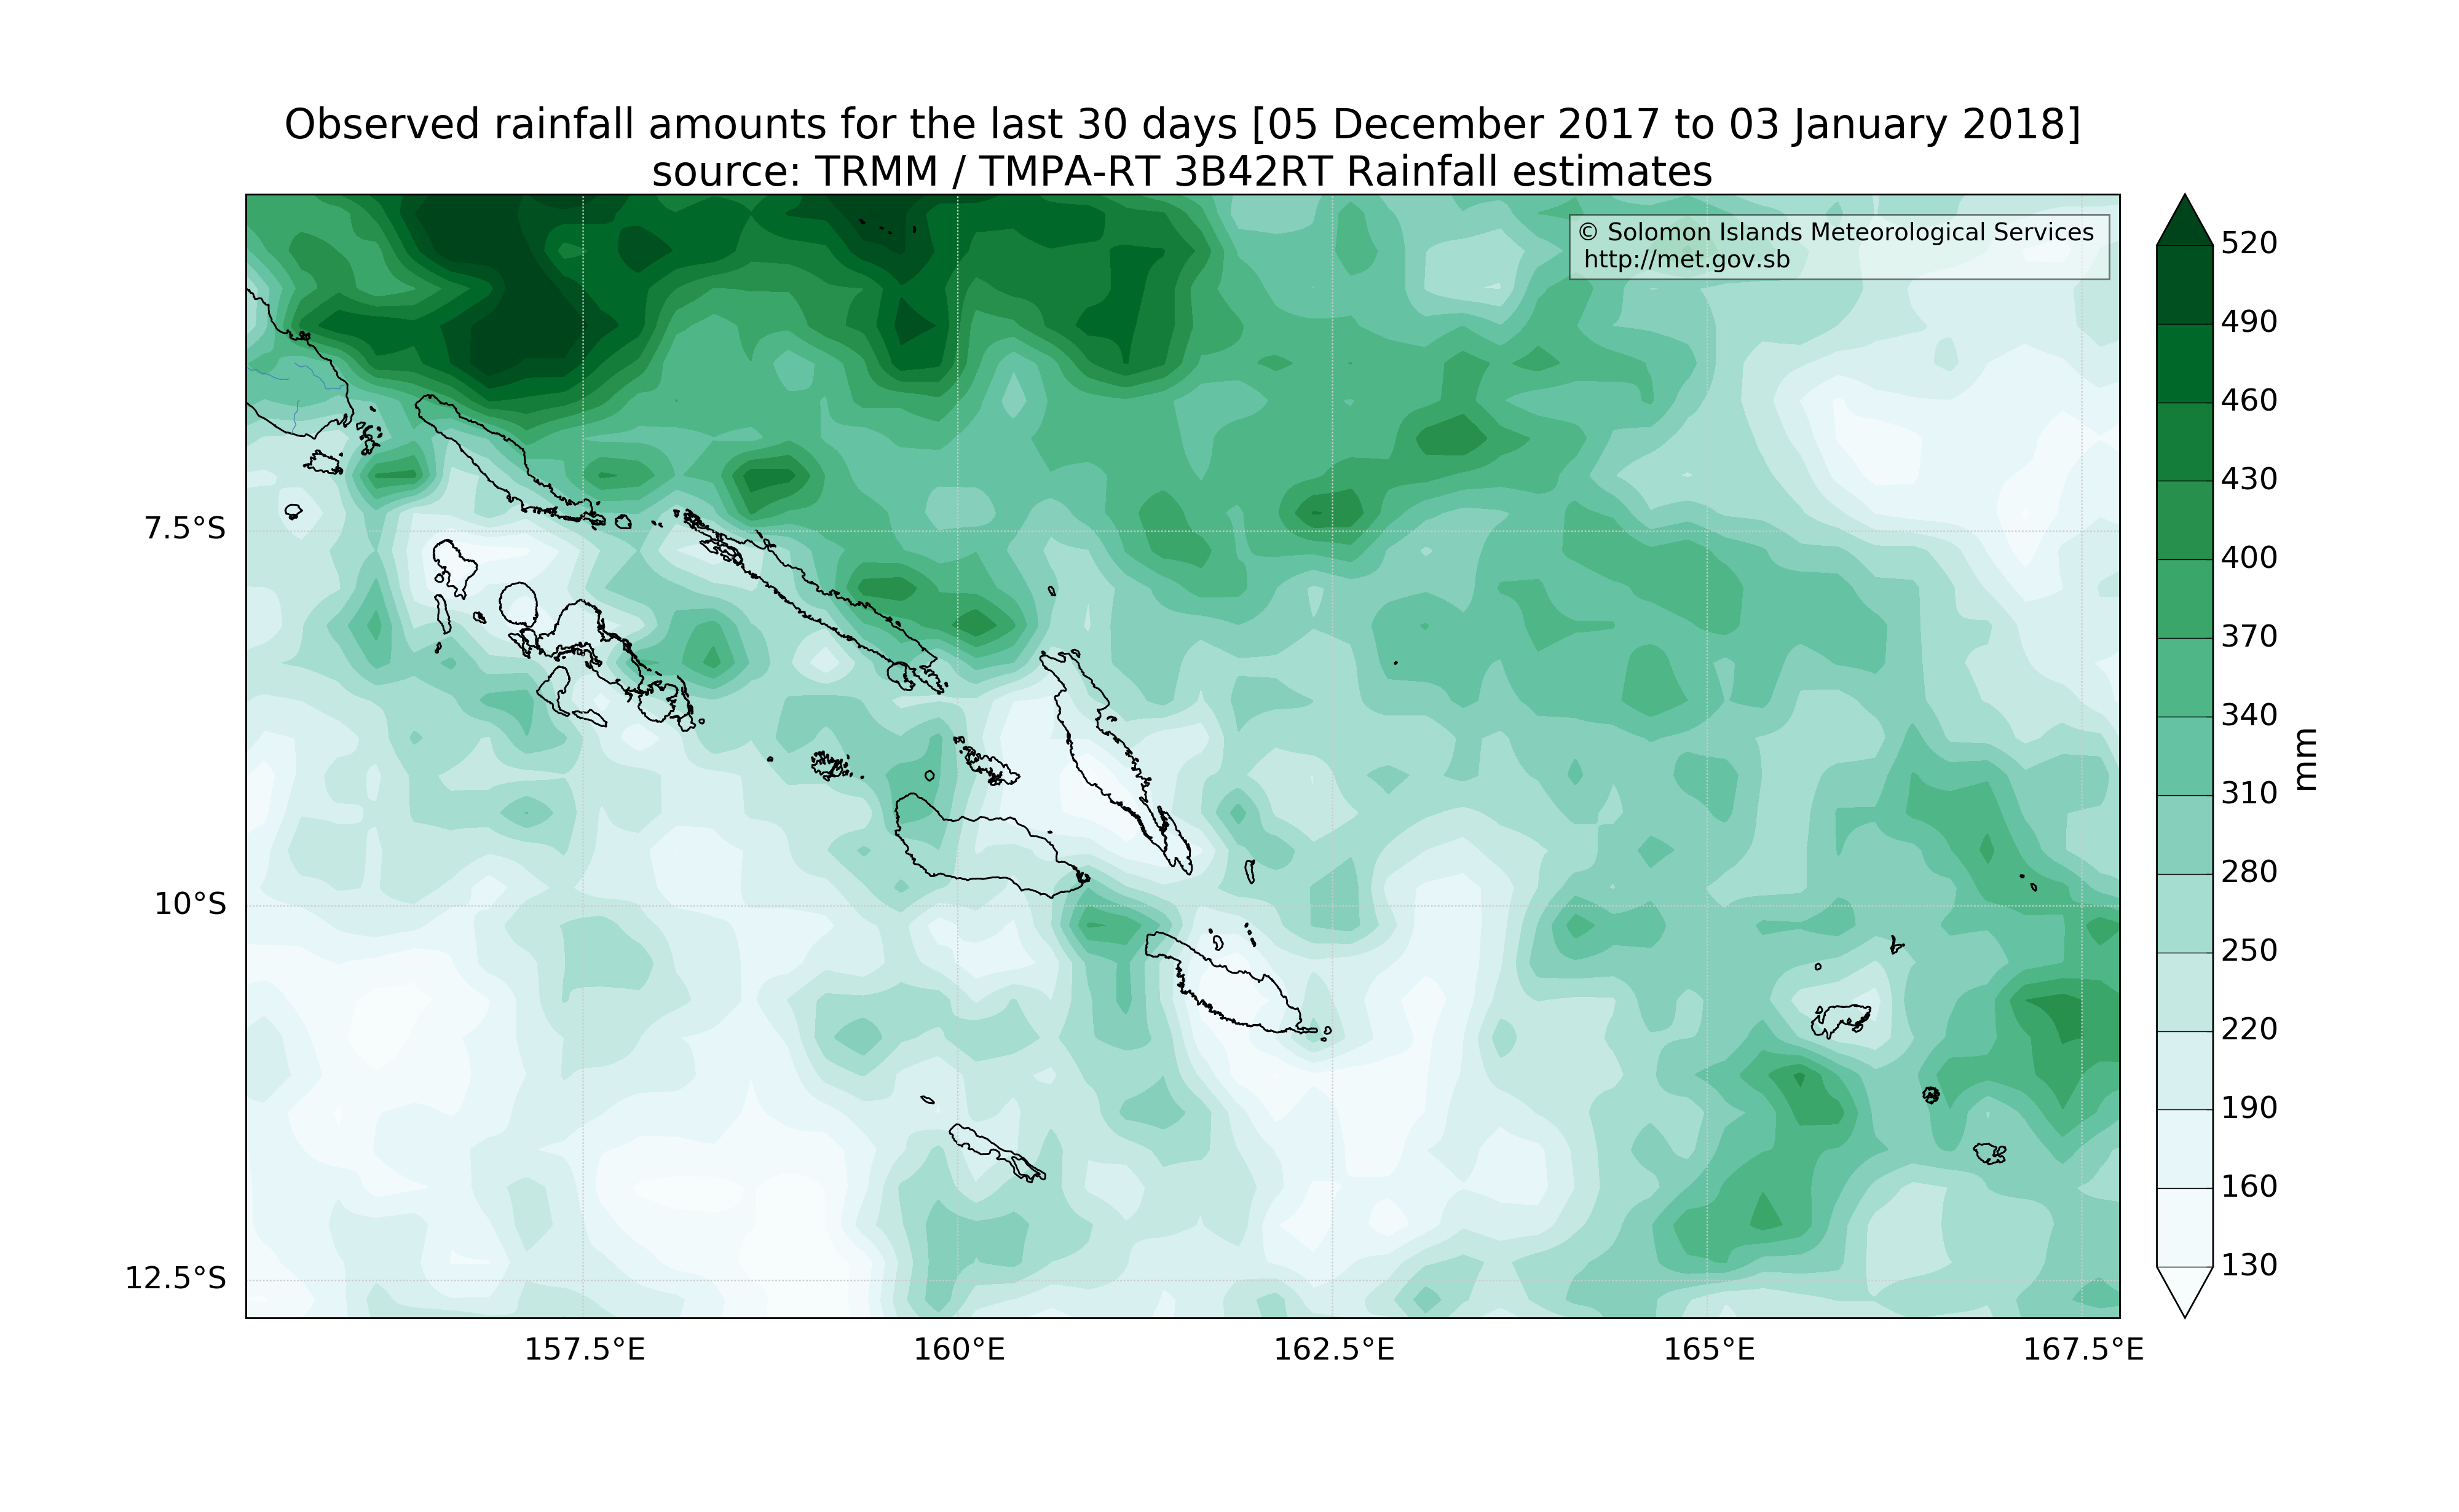 Observed rainfall amounts for the last 30 days [05 December 2017 to 03 January 2018]
source: TRMM / TMPA-RT 3B42RT Rainfall estimates
© Solomon Islands Meteorological Services
http://met.gov.sb
7.5°S
10°S
12.5°S
157.5°E
160°E
162.5°E
165°E
167.5°E
520
490
460
430
400
370
340
310
280
250
220
190
160
130
mm